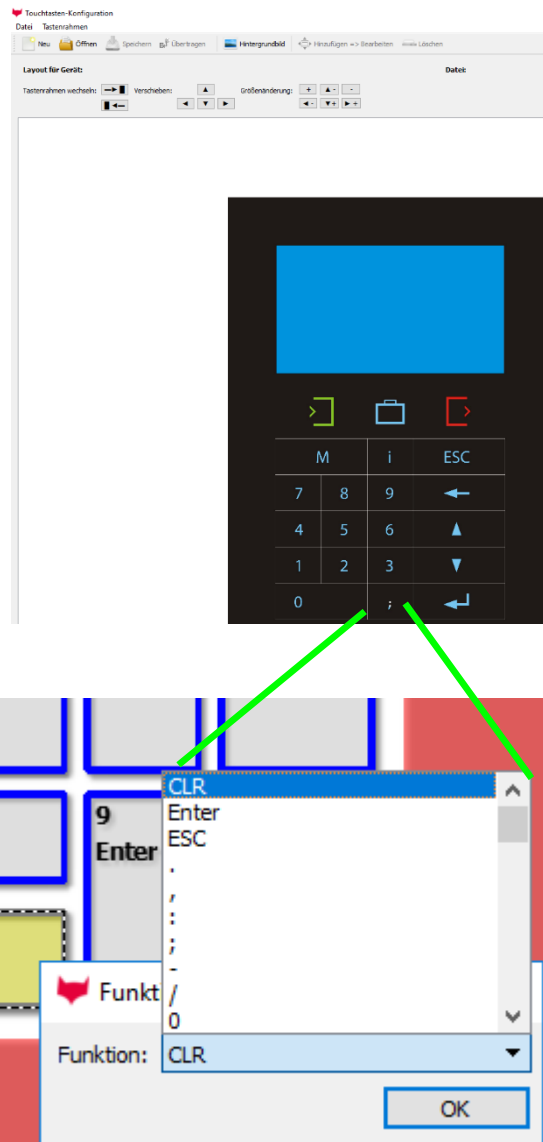 Touchtasten-Konfiguration
Datei Tastenrahmen
Neu Öffnen Speichern Übertragen Hintergrundbild Hinzufügen => Bearbeiten Löschen
Layout für Gerät: Datei:
Tastenrahmen wechseln: Verschieben: ▲ Größenänderung: + ▲- -
◄ ▼ ► ◄- ▼+ ►+
M i ESC
7 8 9
4 5 6 ▲
1 2 3 ▼
0 ;
9
Enter
CLR
Enter
ESC
.
,
:
;
-
/
0
Funkt
Funktion: CLR
OK